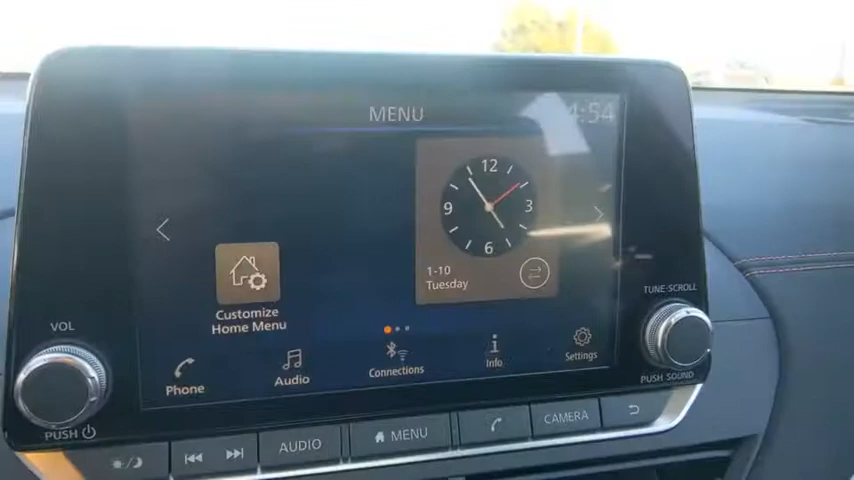 MENU
4:54
12
9
3
6
1-10
Tuesday
Customize
Home Menu
Phone
Audio
Connections
Info
Settings
VOL
PUSH
TUNE·SCROLL
PUSH SOUND
AUDIO
MENU
CAMERA